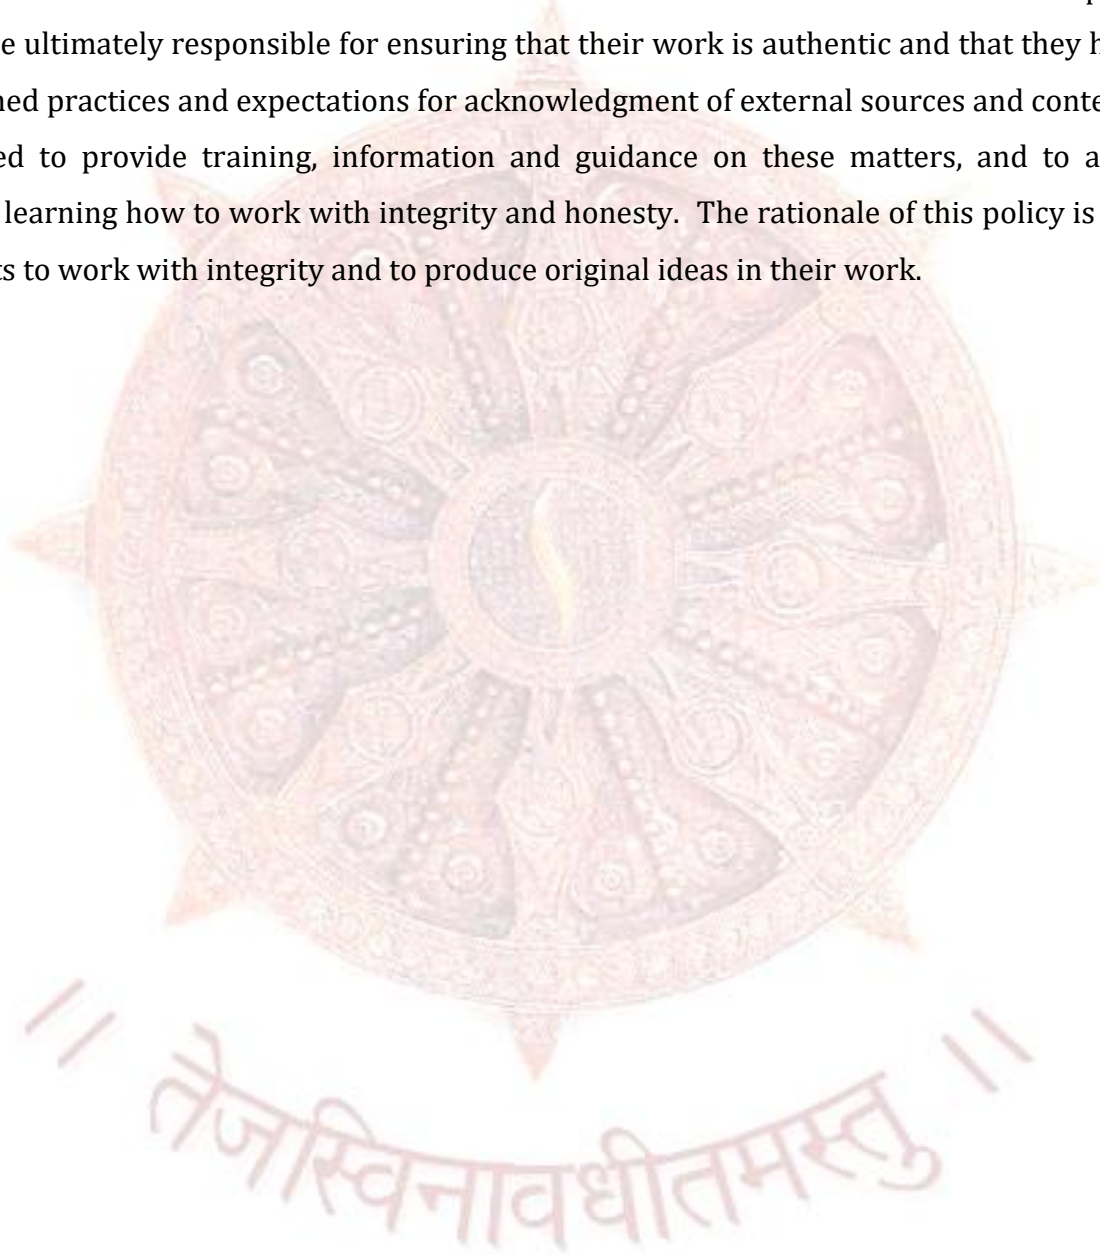 e ultimately responsible for ensuring that their work is authentic and that they h
ned practices and expectations for acknowledgment of external sources and conte
ed to provide training, information and guidance on these matters, and to a
learning how to work with integrity and honesty. The rationale of this policy is
ts to work with integrity and to produce original ideas in their work.
|| तेजस्विनावधीतमस्तु ||